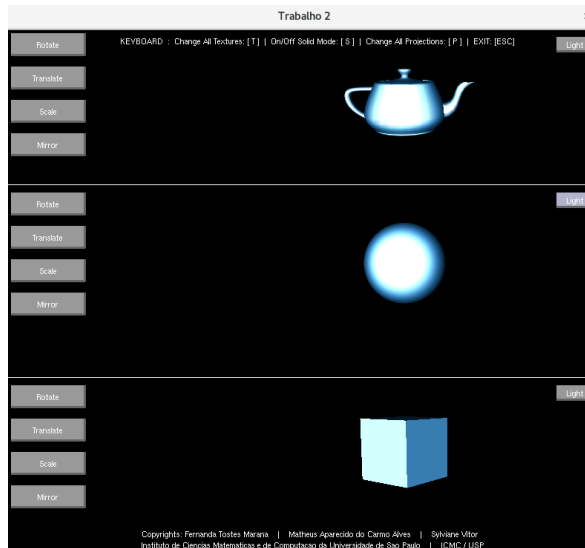 Trabalho 2
Rotate
KEYBOARD : Change All Textures: [ T ] | On/Off Solid Mode: [ S ] | Change All Projections: [ P ] | EXIT: [ESC]
Light
Translate
Scale
Mirror
Rotate
Light
Translate
Scale
Mirror
Rotate
Light
Translate
Scale
Mirror
Copyrights: Fernanda Tostes Marana | Matheus Aparecido do Carmo Alves | Sylviane Vitor
Instituto de Ciencias Matematicas e de Computacao da Universidade de Sao Paulo | ICMC / USP